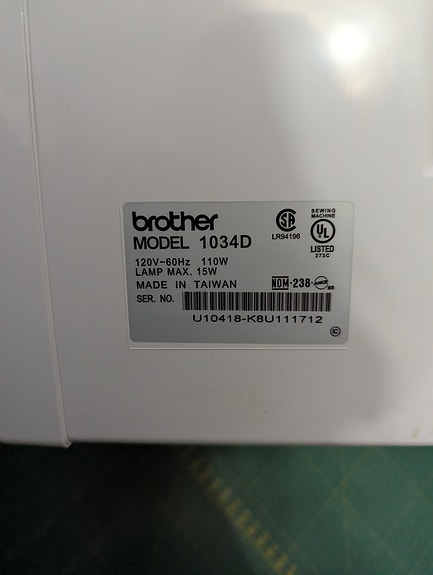 brother
MODEL 1034D
120V~60Hz 110W
LAMP MAX. 15W
MADE IN TAIWAN
SER. NO.
U10418-K8U111712
LR94196
SEWING
MACHINE
UL
LISTED
273C
NOM-238-